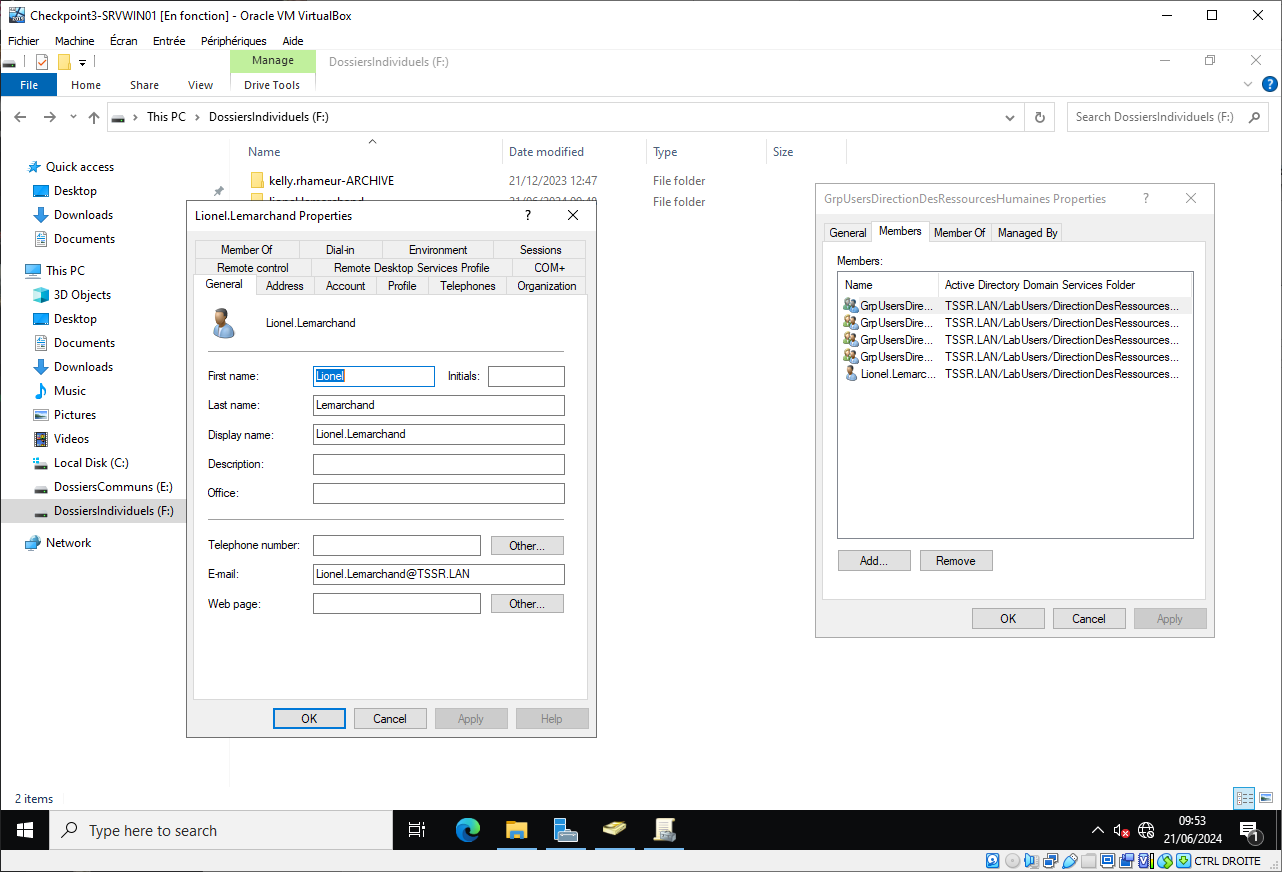 Checkpoint3-SRVWIN01 [En fonction] - Oracle VM VirtualBox
Fichier Machine Écran Entrée Périphériques Aide
Manage DossiersIndividuels (F:)
File Home Share View Drive Tools
This PC > DossiersIndividuels (F:)
Search DossiersIndividuels (F:)
Quick access
Desktop
Downloads
Documents
This PC
3D Objects
Desktop
Documents
Downloads
Music
Pictures
Videos
Local Disk (C:)
DossiersCommuns (E:)
DossiersIndividuels (F:)
Network
Name Date modified Type Size
kelly.rhameur-ARCHIVE 21/12/2023 12:47 File folder
File folder
Lionel.Lemarchand Properties ?
Member Of Dial-in Environment Sessions
Remote control Remote Desktop Services Profile COM+
General Address Account Profile Telephones Organization
Lionel.Lemarchand
First name: Lionel Initials:
Last name: Lemarchand
Display name: Lionel.Lemarchand
Description:
Office:
Telephone number: Other...
E-mail: Lionel.Lemarchand@TSSR.LAN
Web page: Other...
OK Cancel Apply Help
GrpUsersDirectionDesRessourcesHumaines Properties ?
General Members Member Of Managed By
Members:
Name Active Directory Domain Services Folder
GrpUsersDire... TSSR.LAN/LabUsers/DirectionDesRessources...
GrpUsersDire... TSSR.LAN/LabUsers/DirectionDesRessources...
GrpUsersDire... TSSR.LAN/LabUsers/DirectionDesRessources...
GrpUsersDire... TSSR.LAN/LabUsers/DirectionDesRessources...
Lionel.Lemarc... TSSR.LAN/LabUsers/DirectionDesRessources...
Add... Remove
OK Cancel Apply
2 items
Type here to search
09:53
21/06/2024
1
CTRL DROITE